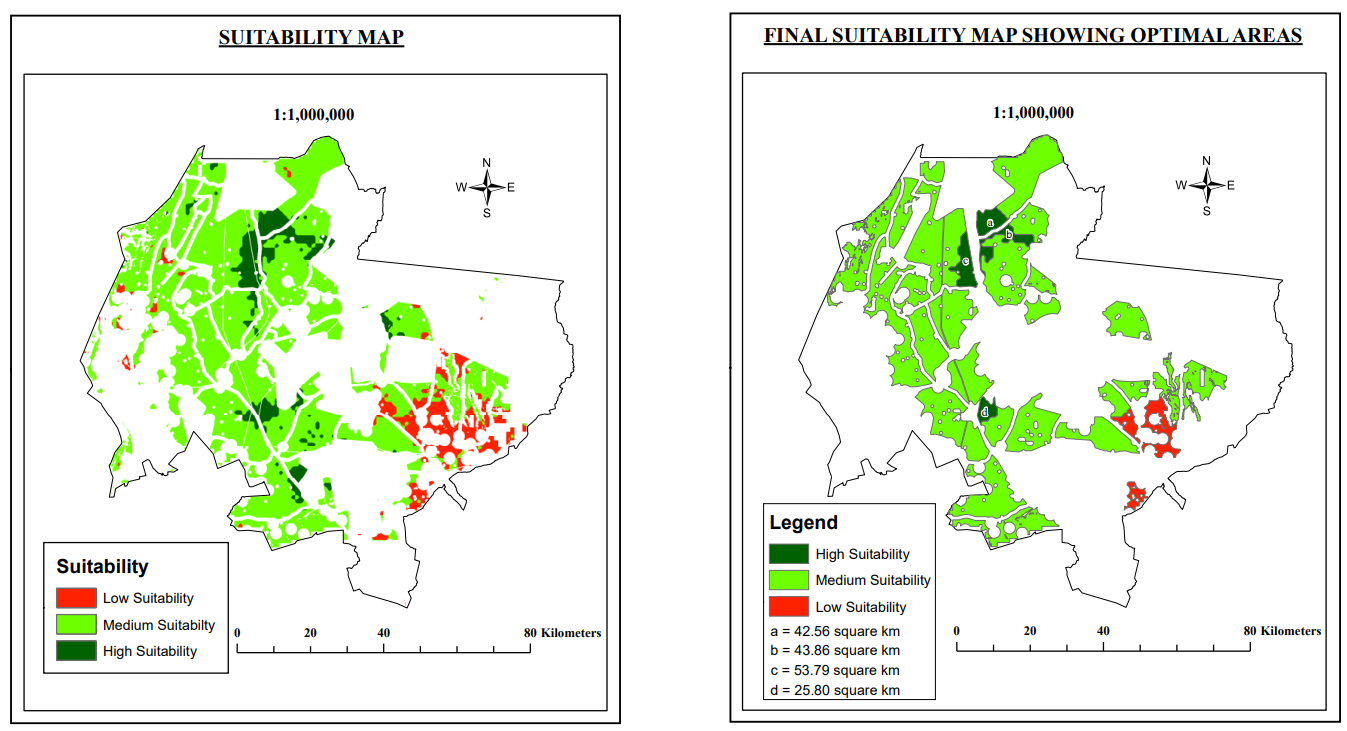 SUITABILITY MAP
1:1,000,000
N
W E
S
Suitability
Low Suitability
Medium Suitabilty
High Suitability
0 20 40 80 Kilometers
FINAL SUITABILITY MAP SHOWING OPTIMAL AREAS
1:1,000,000
N
W E
S
a
b
c
d
Legend
High Suitability
Medium Suitability
Low Suitability
a = 42.56 square km
b = 43.86 square km
c = 53.79 square km
d = 25.80 square km
0 20 40 80 Kilometers